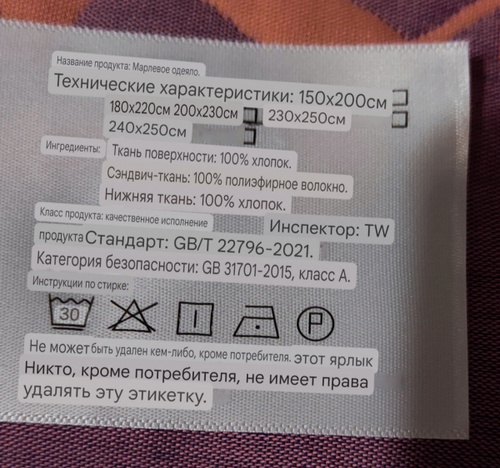 Название продукта: Марлевое одеяло.
Технические характеристики: 150x200см
180x220см 200x230см 230x250см
240x250см
Ингредиенты: Ткань поверхности: 100% хлопок.
Сэндвич-ткань: 100% полиэфирное волокно.
Нижняя ткань: 100% хлопок.
Класс продукта: качественное исполнение Инспектор: TW
продукта Стандарт: GB/T 22796-2021.
Категория безопасности: GB 31701-2015, класс А.
Инструкции по стирке:
30 P
Не может быть удален кем-либо, кроме потребителя. этот ярлык
Никто, кроме потребителя, не имеет права
удалять эту этикетку.